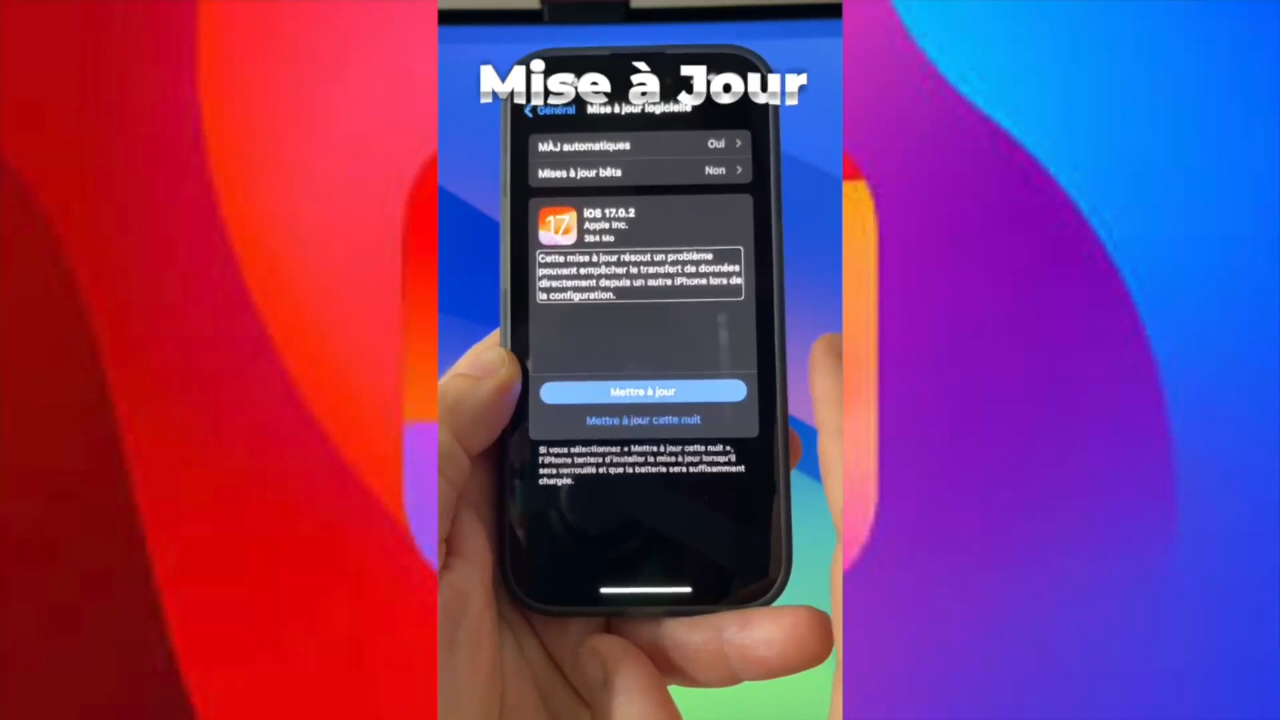 Mise à Jour
Général
Mise à jour logicielle
MÀJ automatiques
Oui
Mises à jour bêta
Non
17
iOS 17.0.2
Apple Inc.
384 Mo
Cette mise à jour résout un problème
pouvant empêcher le transfert de données
directement depuis un autre iPhone lors de
la configuration.
Mettre à jour
Mettre à jour cette nuit
Si vous sélectionnez « Mettre à jour cette nuit »,
l'iPhone tentera d'installer la mise à jour lorsqu'il
sera verrouillé et que la batterie sera suffisamment
chargée.